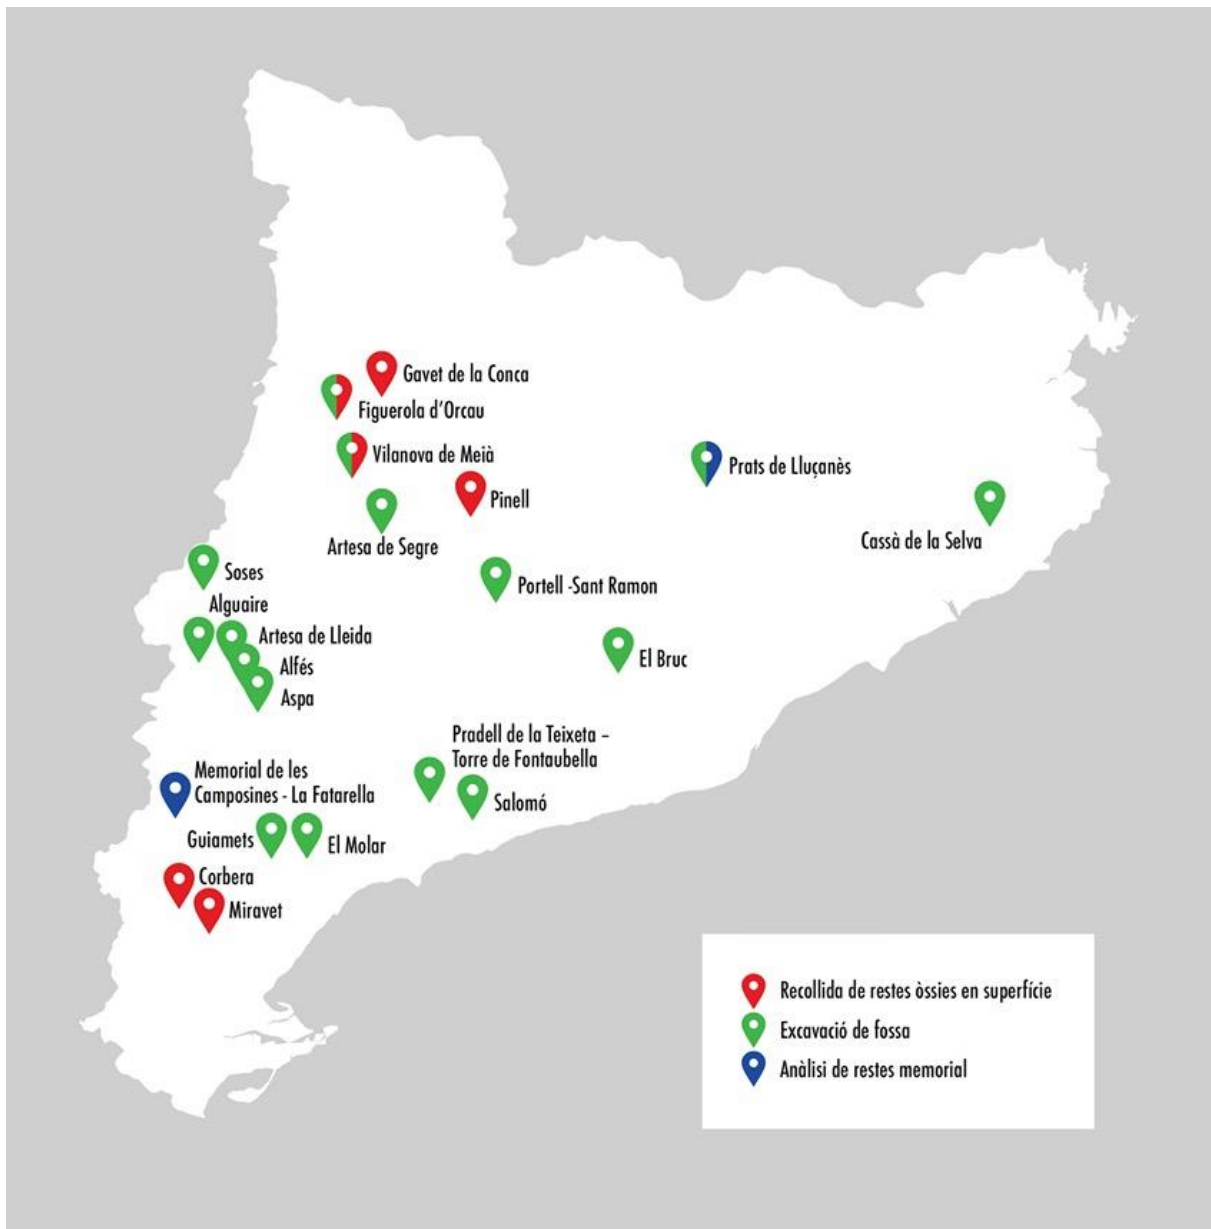 Gavet de la Conca
Figuerola d'Orcau
Vilanova de Meià
Prats de Lluçanès
Pinell
Artesa de Segre
Cassà de la Selva
Soses
Portell -Sant Ramon
Alguaire
Artesa de Lleida
El Bruc
Alfés
Aspa
Pradell de la Teixeta –
Torre de Fontaubella
Memorial de les
Camposines - La Fatarella
Salomó
Guiamets
El Molar
Corbera
Miravet
Recollida de restes òssies en superfície
Excavació de fossa
Anàlisi de restes memorial